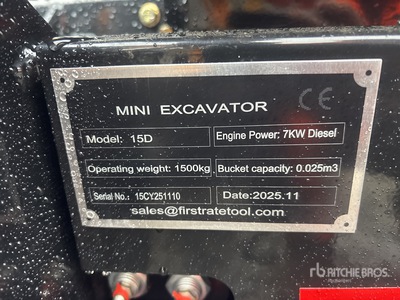 MINI EXCAVATOR CE
Model: 15D Engine Power: 7KW Diesel
Operating weight: 1500kg Bucket capacity: 0.025m3
Serial No.: 15CY251110 Date:2025.11
sales@firstratetool.com
rb RITCHIE BROS.